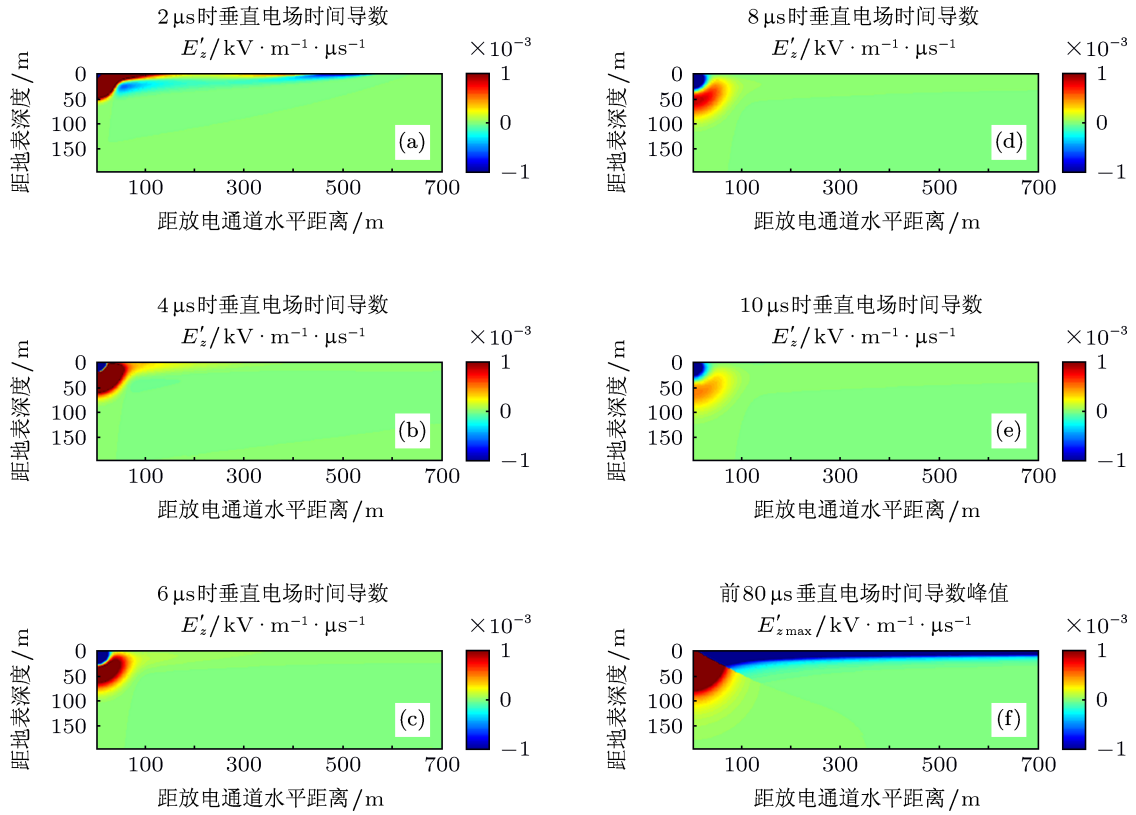 2 μs时垂直电场时间导数
E′z/kV · m−1 · μs−1
×10−3
0
50
100
150
距地表深度/m
(a)
1
0
−1
100 300 500 700
距放电通道水平距离/m
8 μs时垂直电场时间导数
E′z/kV · m−1 · μs−1
×10−3
0
50
100
150
距地表深度/m
(d)
1
0
−1
100 300 500 700
距放电通道水平距离/m
4 μs时垂直电场时间导数
E′z/kV · m−1 · μs−1
×10−3
0
50
100
150
距地表深度/m
(b)
1
0
−1
100 300 500 700
距放电通道水平距离/m
10 μs时垂直电场时间导数
E′z/kV · m−1 · μs−1
×10−3
0
50
100
150
距地表深度/m
(e)
1
0
−1
100 300 500 700
距放电通道水平距离/m
6 μs时垂直电场时间导数
E′z/kV · m−1 · μs−1
×10−3
0
50
100
150
距地表深度/m
(c)
1
0
−1
100 300 500 700
距放电通道水平距离/m
前80 μs垂直电场时间导数峰值
E′z max/kV · m−1 · μs−1
×10−3
0
50
100
150
距地表深度/m
(f)
1
0
−1
100 300 500 700
距放电通道水平距离/m